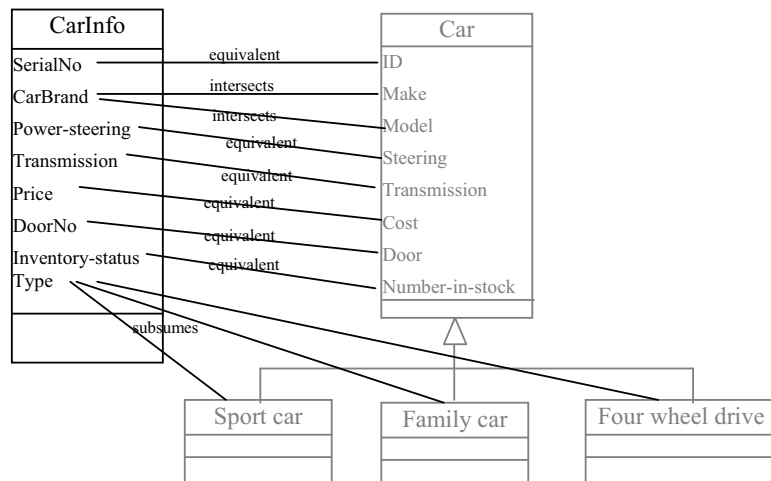 CarInfo
SerialNo
CarBrand
Power-steering
Transmission
Price
DoorNo
Inventory-status
Type
equivalent
intersects
intersects
equivalent
equivalent
equivalent
equivalent
equivalent
subsumes
Car
ID
Make
Model
Steering
Transmission
Cost
Door
Number-in-stock
Sport car
Family car
Four wheel drive